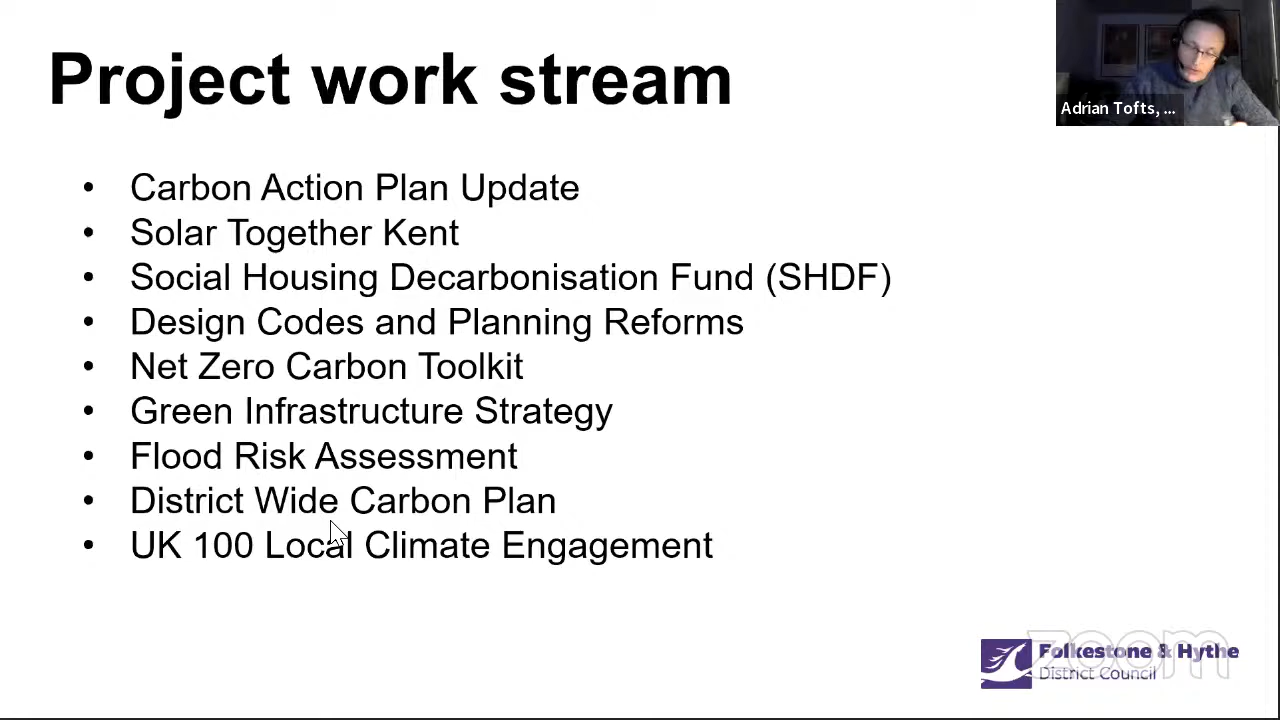 Project work stream
Adrian Tofts, ...
• Carbon Action Plan Update
• Solar Together Kent
• Social Housing Decarbonisation Fund (SHDF)
• Design Codes and Planning Reforms
• Net Zero Carbon Toolkit
• Green Infrastructure Strategy
• Flood Risk Assessment
• District Wide Carbon Plan
• UK 100 Local Climate Engagement
zoom
Folkestone & Hythe
District Council